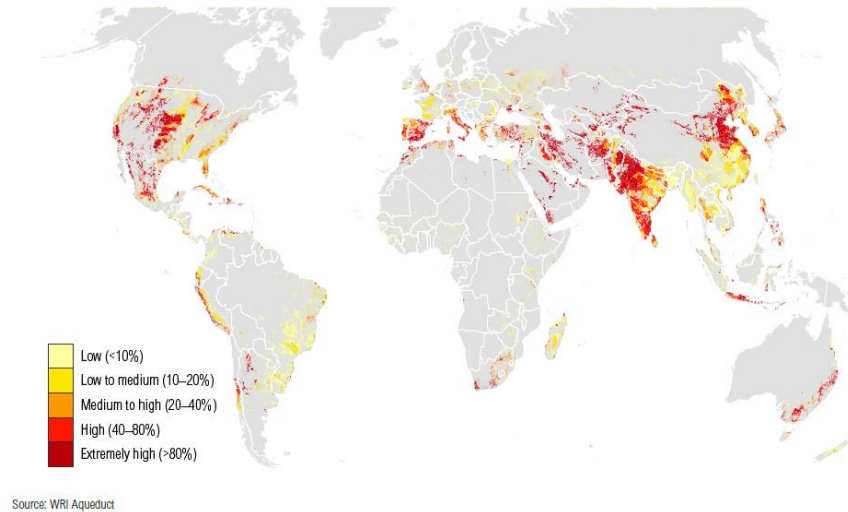 Low (<10%)
Low to medium (10–20%)
Medium to high (20–40%)
High (40–80%)
Extremely high (>80%)
Source: WRI Aqueduct